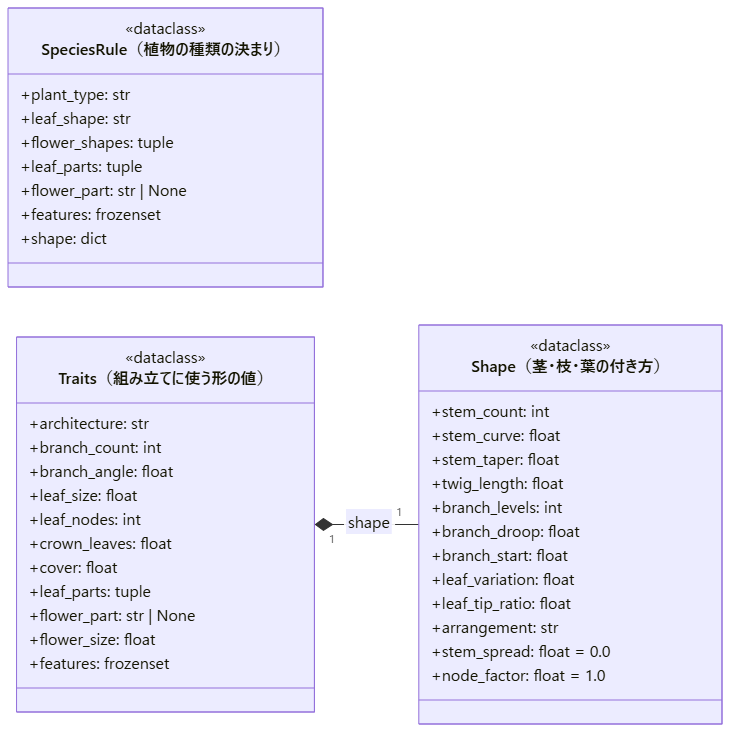 «dataclass»
SpeciesRule（植物の種類の決まり）
+plant_type: str
+leaf_shape: str
+flower_shapes: tuple
+leaf_parts: tuple
+flower_part: str | None
+features: frozenset
+shape: dict
«dataclass»
Traits（組み立てに使う形の値）
+architecture: str
+branch_count: int
+branch_angle: float
+leaf_size: float
+leaf_nodes: int
+crown_leaves: float
+cover: float
+leaf_parts: tuple
+flower_part: str | None
+flower_size: float
+features: frozenset
1
shape
1
«dataclass»
Shape（茎・枝・葉の付き方）
+stem_count: int
+stem_curve: float
+stem_taper: float
+twig_length: float
+branch_levels: int
+branch_droop: float
+branch_start: float
+leaf_variation: float
+leaf_tip_ratio: float
+arrangement: str
+stem_spread: float = 0.0
+node_factor: float = 1.0